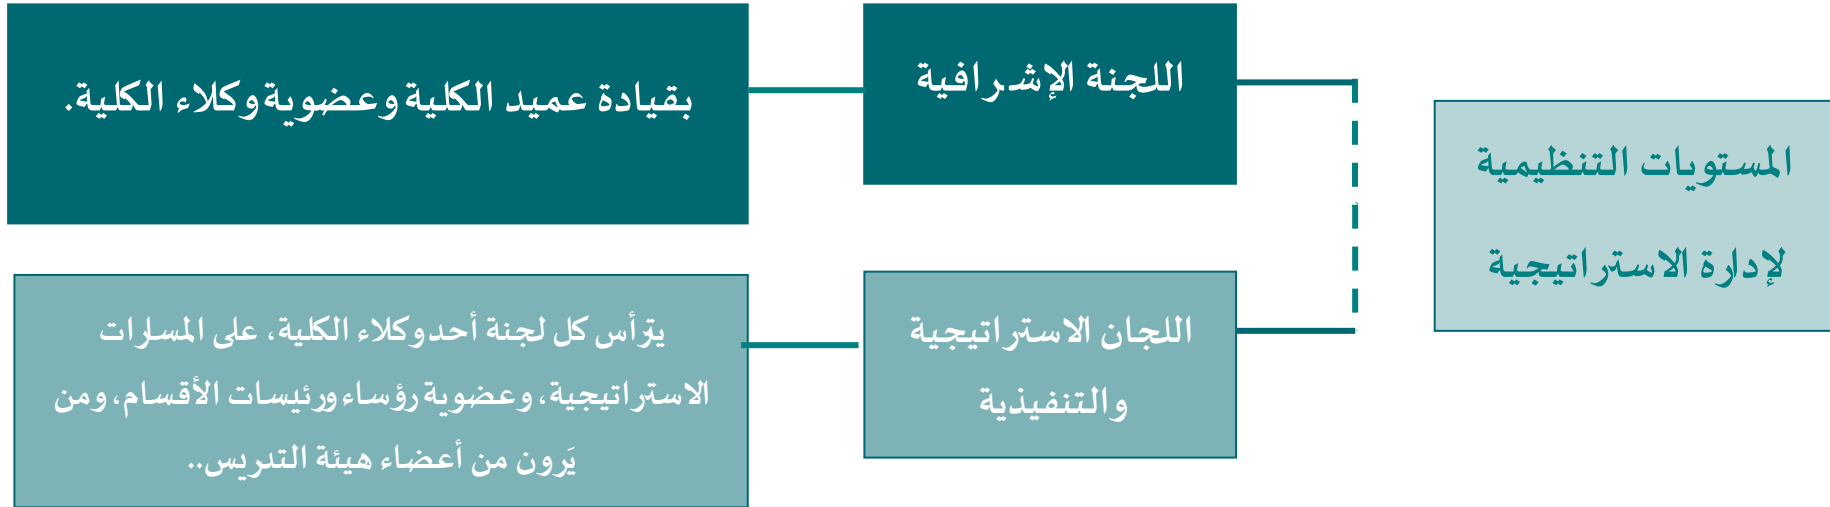 المستويات التنظيمية
لإدارة الاستراتيجية
اللجنة الإشرافية
بقيادة عميد الكلية وعضوية وكلاء الكلية.
اللجان الاستراتيجية
والتنفيذية
يترأس كل لجنة أحد وكلاء الكلية، على المسارات
الاستراتيجية، وعضوية رؤساء ورئيسات الأقسام، ومن
يَرون من أعضاء هيئة التدريس..